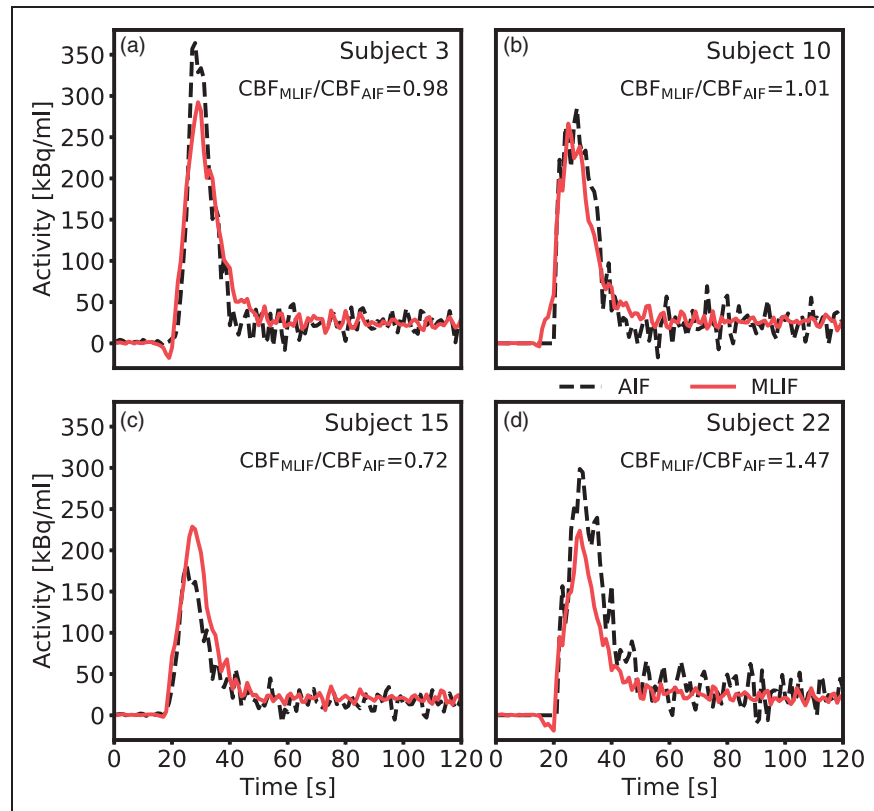 (a) Subject 3
CBF_MLIF/CBF_AIF=0.98
350
300
250
200
150
100
50
0
Activity [kBq/ml]
(b) Subject 10
CBF_MLIF/CBF_AIF=1.01
AIF MLIF
(c) Subject 15
CBF_MLIF/CBF_AIF=0.72
350
300
250
200
150
100
50
0
Activity [kBq/ml]
0 20 40 60 80 100 120
Time [s]
(d) Subject 22
CBF_MLIF/CBF_AIF=1.47
0 20 40 60 80 100 120
Time [s]